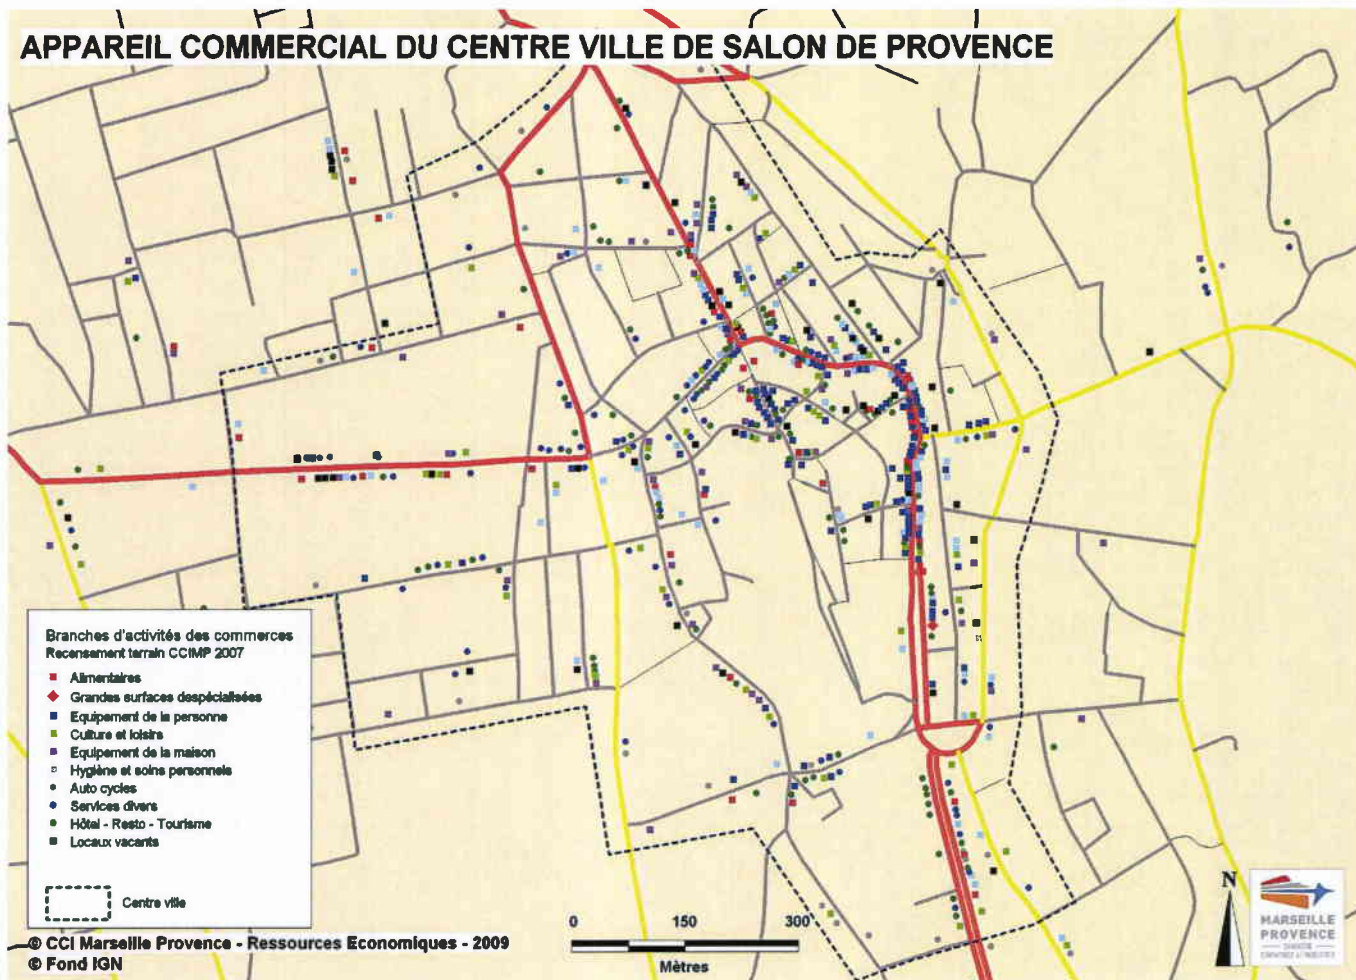 APPAREIL COMMERCIAL DU CENTRE VILLE DE SALON DE PROVENCE
Branches d'activités des commerces
Recensement terrain CCIMP 2007
Alimentaires
Grandes surfaces despécialisées
Equipement de la personne
Culture et loisirs
Equipement de la maison
Hygiène et soins personnels
Auto cycles
Services divers
Hôtel - Resto - Tourisme
Locaux vacants
Centre ville
© CCI Marseille Provence - Ressources Economiques - 2009
© Fond IGN
0 150 300
Mètres
N
MARSEILLE
PROVENCE